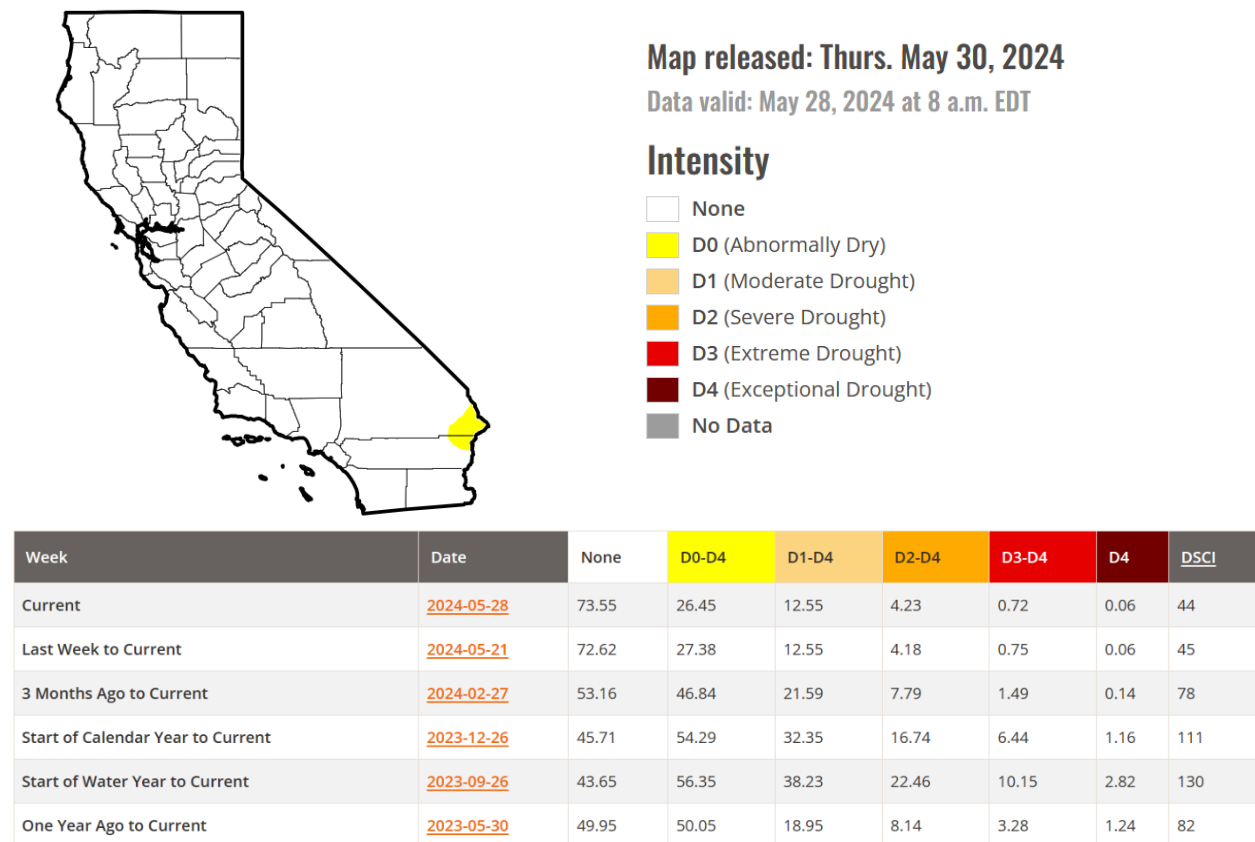 Map released: Thurs. May 30, 2024
Data valid: May 28, 2024 at 8 a.m. EDT
Intensity
None
D0 (Abnormally Dry)
D1 (Moderate Drought)
D2 (Severe Drought)
D3 (Extreme Drought)
D4 (Exceptional Drought)
No Data
Week Date None D0-D4 D1-D4 D2-D4 D3-D4 D4 DSCI
Current 2024-05-28 73.55 26.45 12.55 4.23 0.72 0.06 44
Last Week to Current 2024-05-21 72.62 27.38 12.55 4.18 0.75 0.06 45
3 Months Ago to Current 2024-02-27 53.16 46.84 21.59 7.79 1.49 0.14 78
Start of Calendar Year to Current 2023-12-26 45.71 54.29 32.35 16.74 6.44 1.16 111
Start of Water Year to Current 2023-09-26 43.65 56.35 38.23 22.46 10.15 2.82 130
One Year Ago to Current 2023-05-30 49.95 50.05 18.95 8.14 3.28 1.24 82